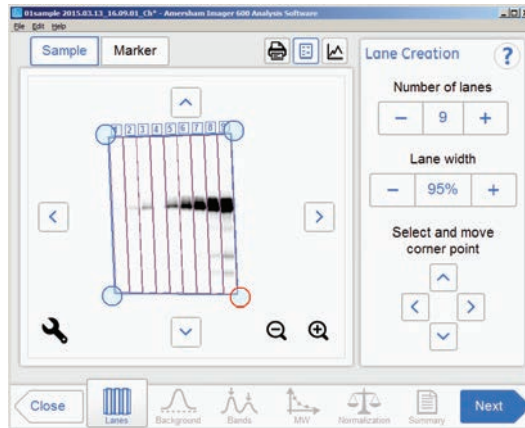 01sample 2015.03.13_16.09.01_Ch* - Amersham Imager 600 Analysis Software
File Edit Help
Sample Marker
Lane Creation ?
Number of lanes
− 9 +
Lane width
− 95% +
Select and move
corner point
1 2 3 4 5 6 7 8 9
Close
Lanes
Background
Bands
MW
Normalization
Summary
Next